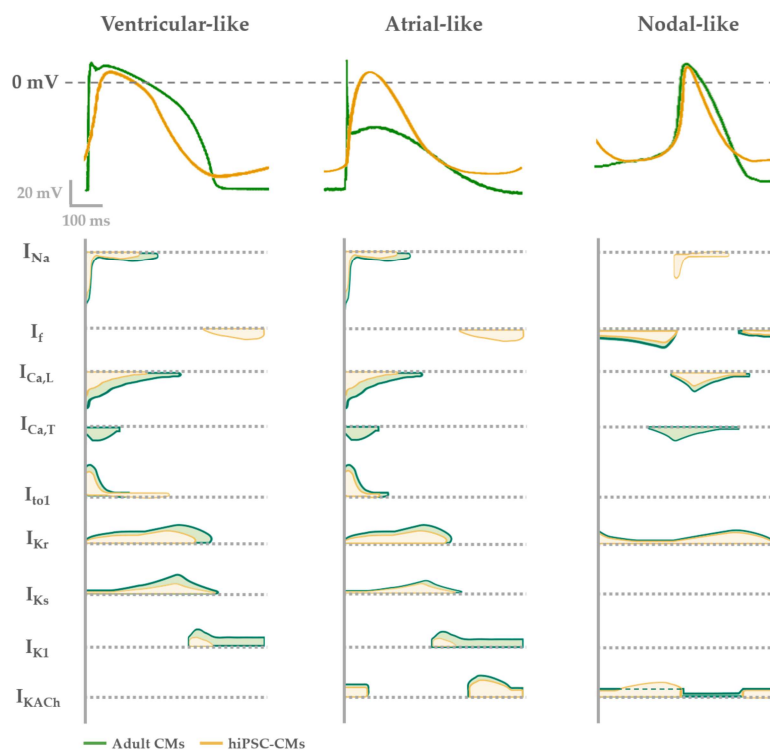 Ventricular-like Atrial-like Nodal-like
0 mV
20 mV
100 ms
INa
If
ICa,L
ICa,T
Ito1
IKr
IKs
IK1
IKACh
Adult CMs hiPSC-CMs